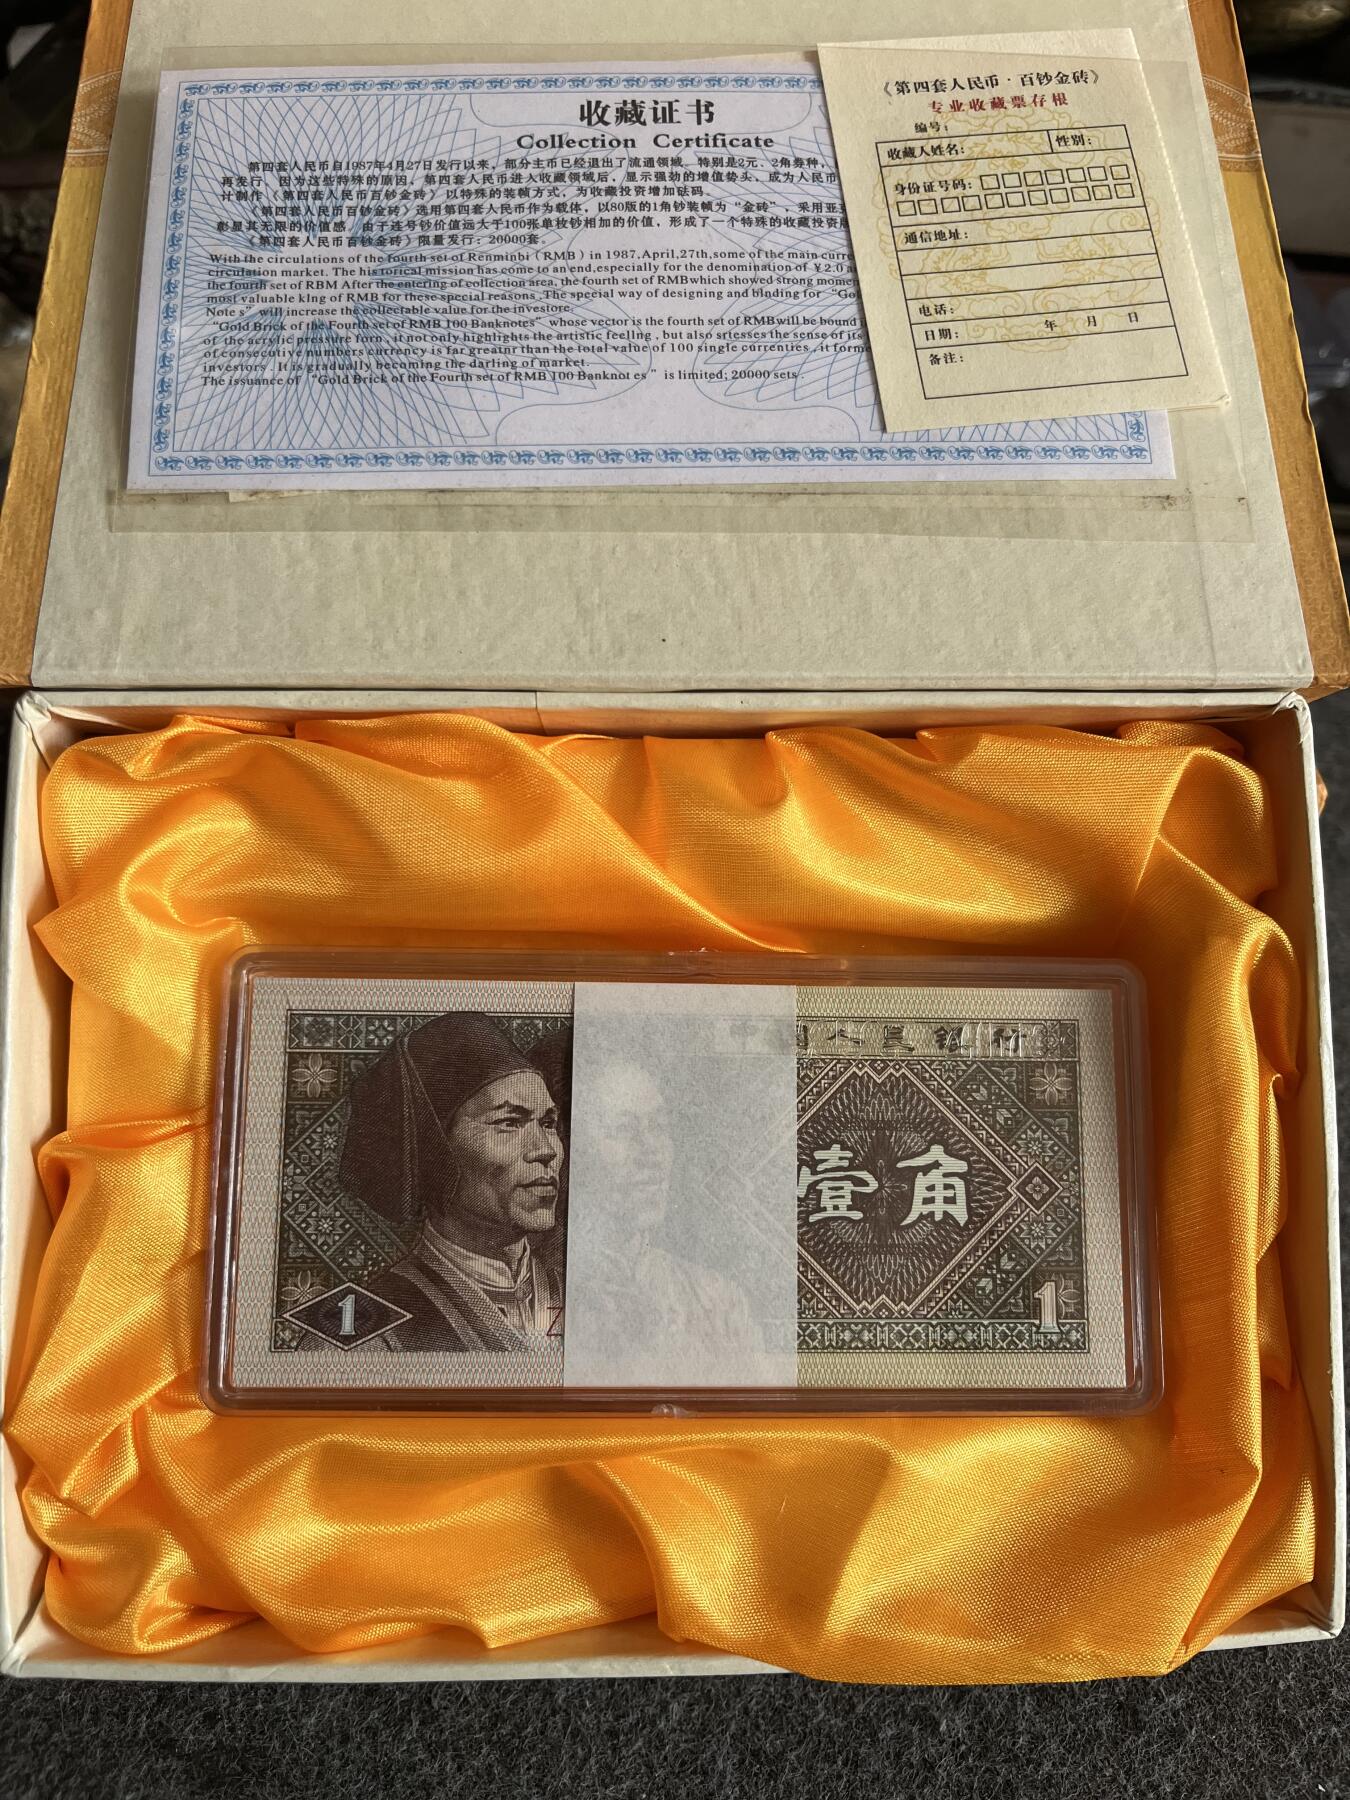 收藏证书
Collection Certificate
第四套人民币自1987年4月27日发行以来，部分主币已经退出了流通领域。特别是2元、2角券种，
再发行。因为这些特殊的原因，第四套人民币进入收藏领域后，显示强劲的增值势头，成为人民币
计制作《第四套人民币百钞金砖》以特殊的装帧方式，为收藏投资增加砝码。
《第四套人民币百钞金砖》选用第四套人民币作为载体，以80版的1角钞装帧为“金砖”，采用亚
彰显其无限的价值感。由于连号钞价值远大于100张单枚钞相加的价值，形成了一个特殊的收藏投资
《第四套人民币百钞金砖》限量发行：20000套。
With the circulations of the fourth set of Renminbi (RMB) in 1987,April,27th,some of the main curre
circulation market. The his torical mission has come to an end,especially for the denomination of ¥2.0 a
the fourth set of RBM After the entering of collection area, the fourth set of RMBwhich showed strong momen
most valuable klng of RMB for these special reasons .The special way of designing and blnding for “Go
Note s” will increase the collectable value for the investore.
“Gold Brick of the Fourth set of RMB 100 Banknotes” whose vector is the fourth set of RMBwill be bound
of the acrylic pressure forn , it not only highlights the artistic feellng , but also srtesses the sense of its
of consecutive numbers currency is far greatnr than the total value of 100 single currenties , it forme
investors . It is gradually becoming the darling of market.
The issuance of “Gold Brick of the Fourth set of RMB 100 Banknot es ” is limited; 20000 sets .
《第四套人民币·百钞金砖》
专业收藏票存根
编号：
收藏人姓名： 性别：
身份证号码：
通信地址：
电话：
日期： 年 月 日
备注：
国人民银行
壹角
1
1
Z